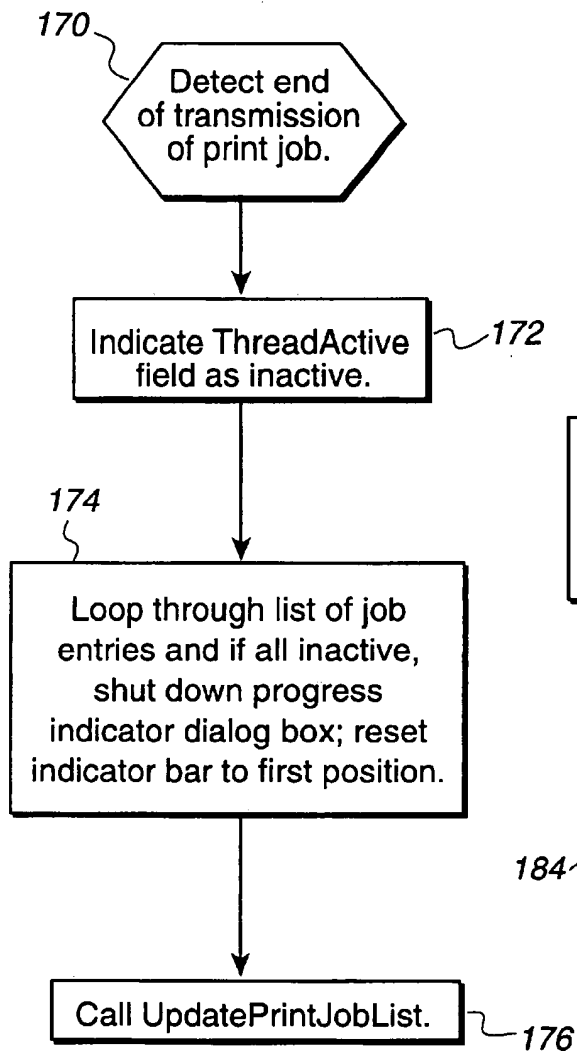 170
Detect end
of transmission
of print job.
Indicate ThreadActive
field as inactive.
172
174
Loop through list of job
entries and if all inactive,
shut down progress
indicator dialog box; reset
indicator bar to first position.
184
Call UpdatePrintJobList.
176